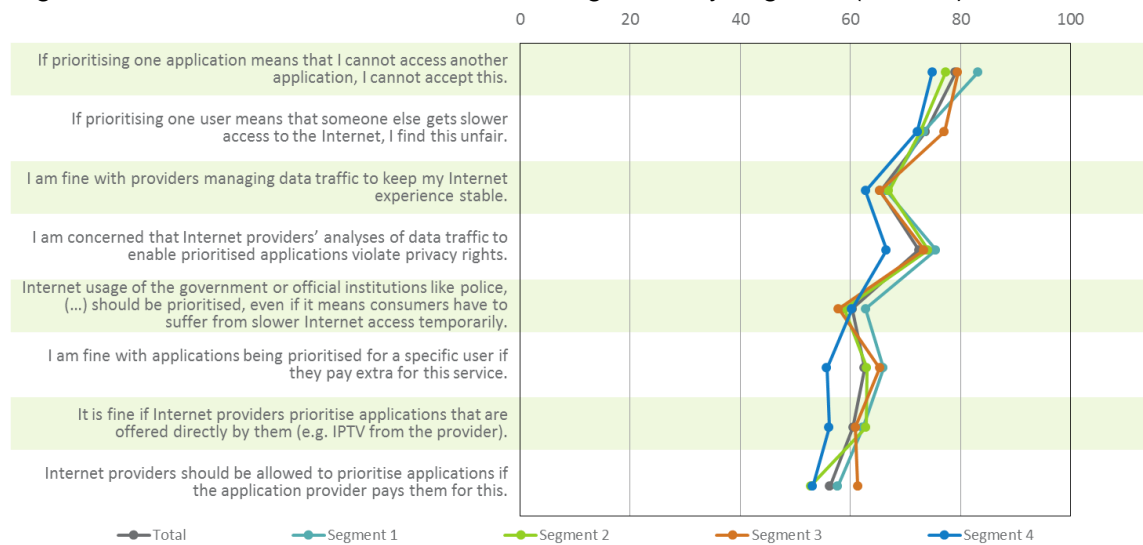 0 20 40 60 80 100
If prioritising one application means that I cannot access another
application, I cannot accept this.
If prioritising one user means that someone else gets slower
access to the Internet, I find this unfair.
I am fine with providers managing data traffic to keep my Internet
experience stable.
I am concerned that Internet providers’ analyses of data traffic to
enable prioritised applications violate privacy rights.
Internet usage of the government or official institutions like police,
(...) should be prioritised, even if it means consumers have to
suffer from slower Internet access temporarily.
I am fine with applications being prioritised for a specific user if
they pay extra for this service.
It is fine if Internet providers prioritise applications that are
offered directly by them (e.g. IPTV from the provider).
Internet providers should be allowed to prioritise applications if
the application provider pays them for this.
Total Segment 1 Segment 2 Segment 3 Segment 4